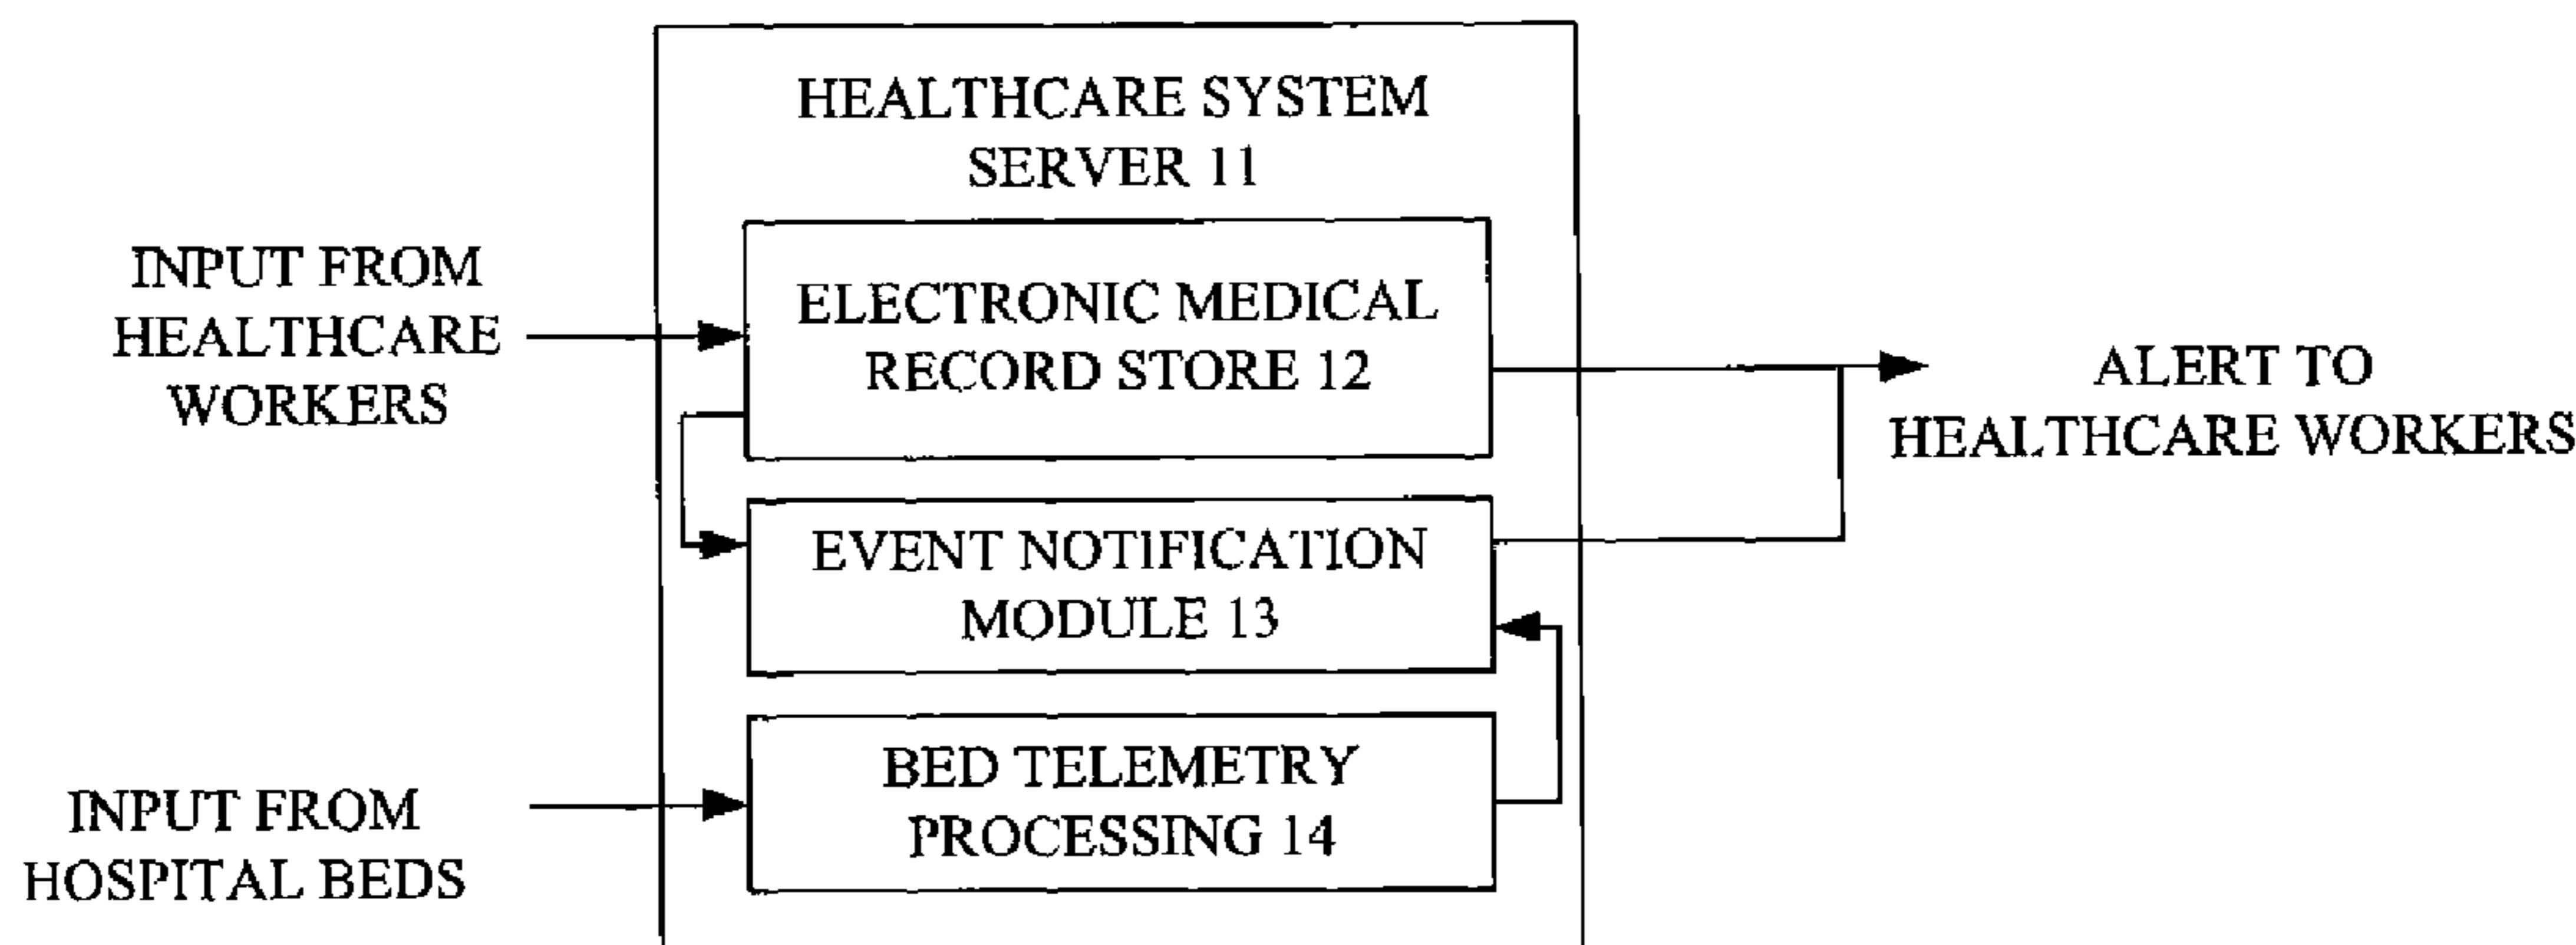 HEALTHCARE SYSTEM
SERVER 11
INPUT FROM
HEALTHCARE
WORKERS
ELECTRONIC MEDICAL
RECORD STORE 12
ALERT TO
HEALTHCARE WORKERS
EVENT NOTIFICATION
MODULE 13
INPUT FROM
HOSPITAL BEDS
BED TELEMETRY
PROCESSING 14